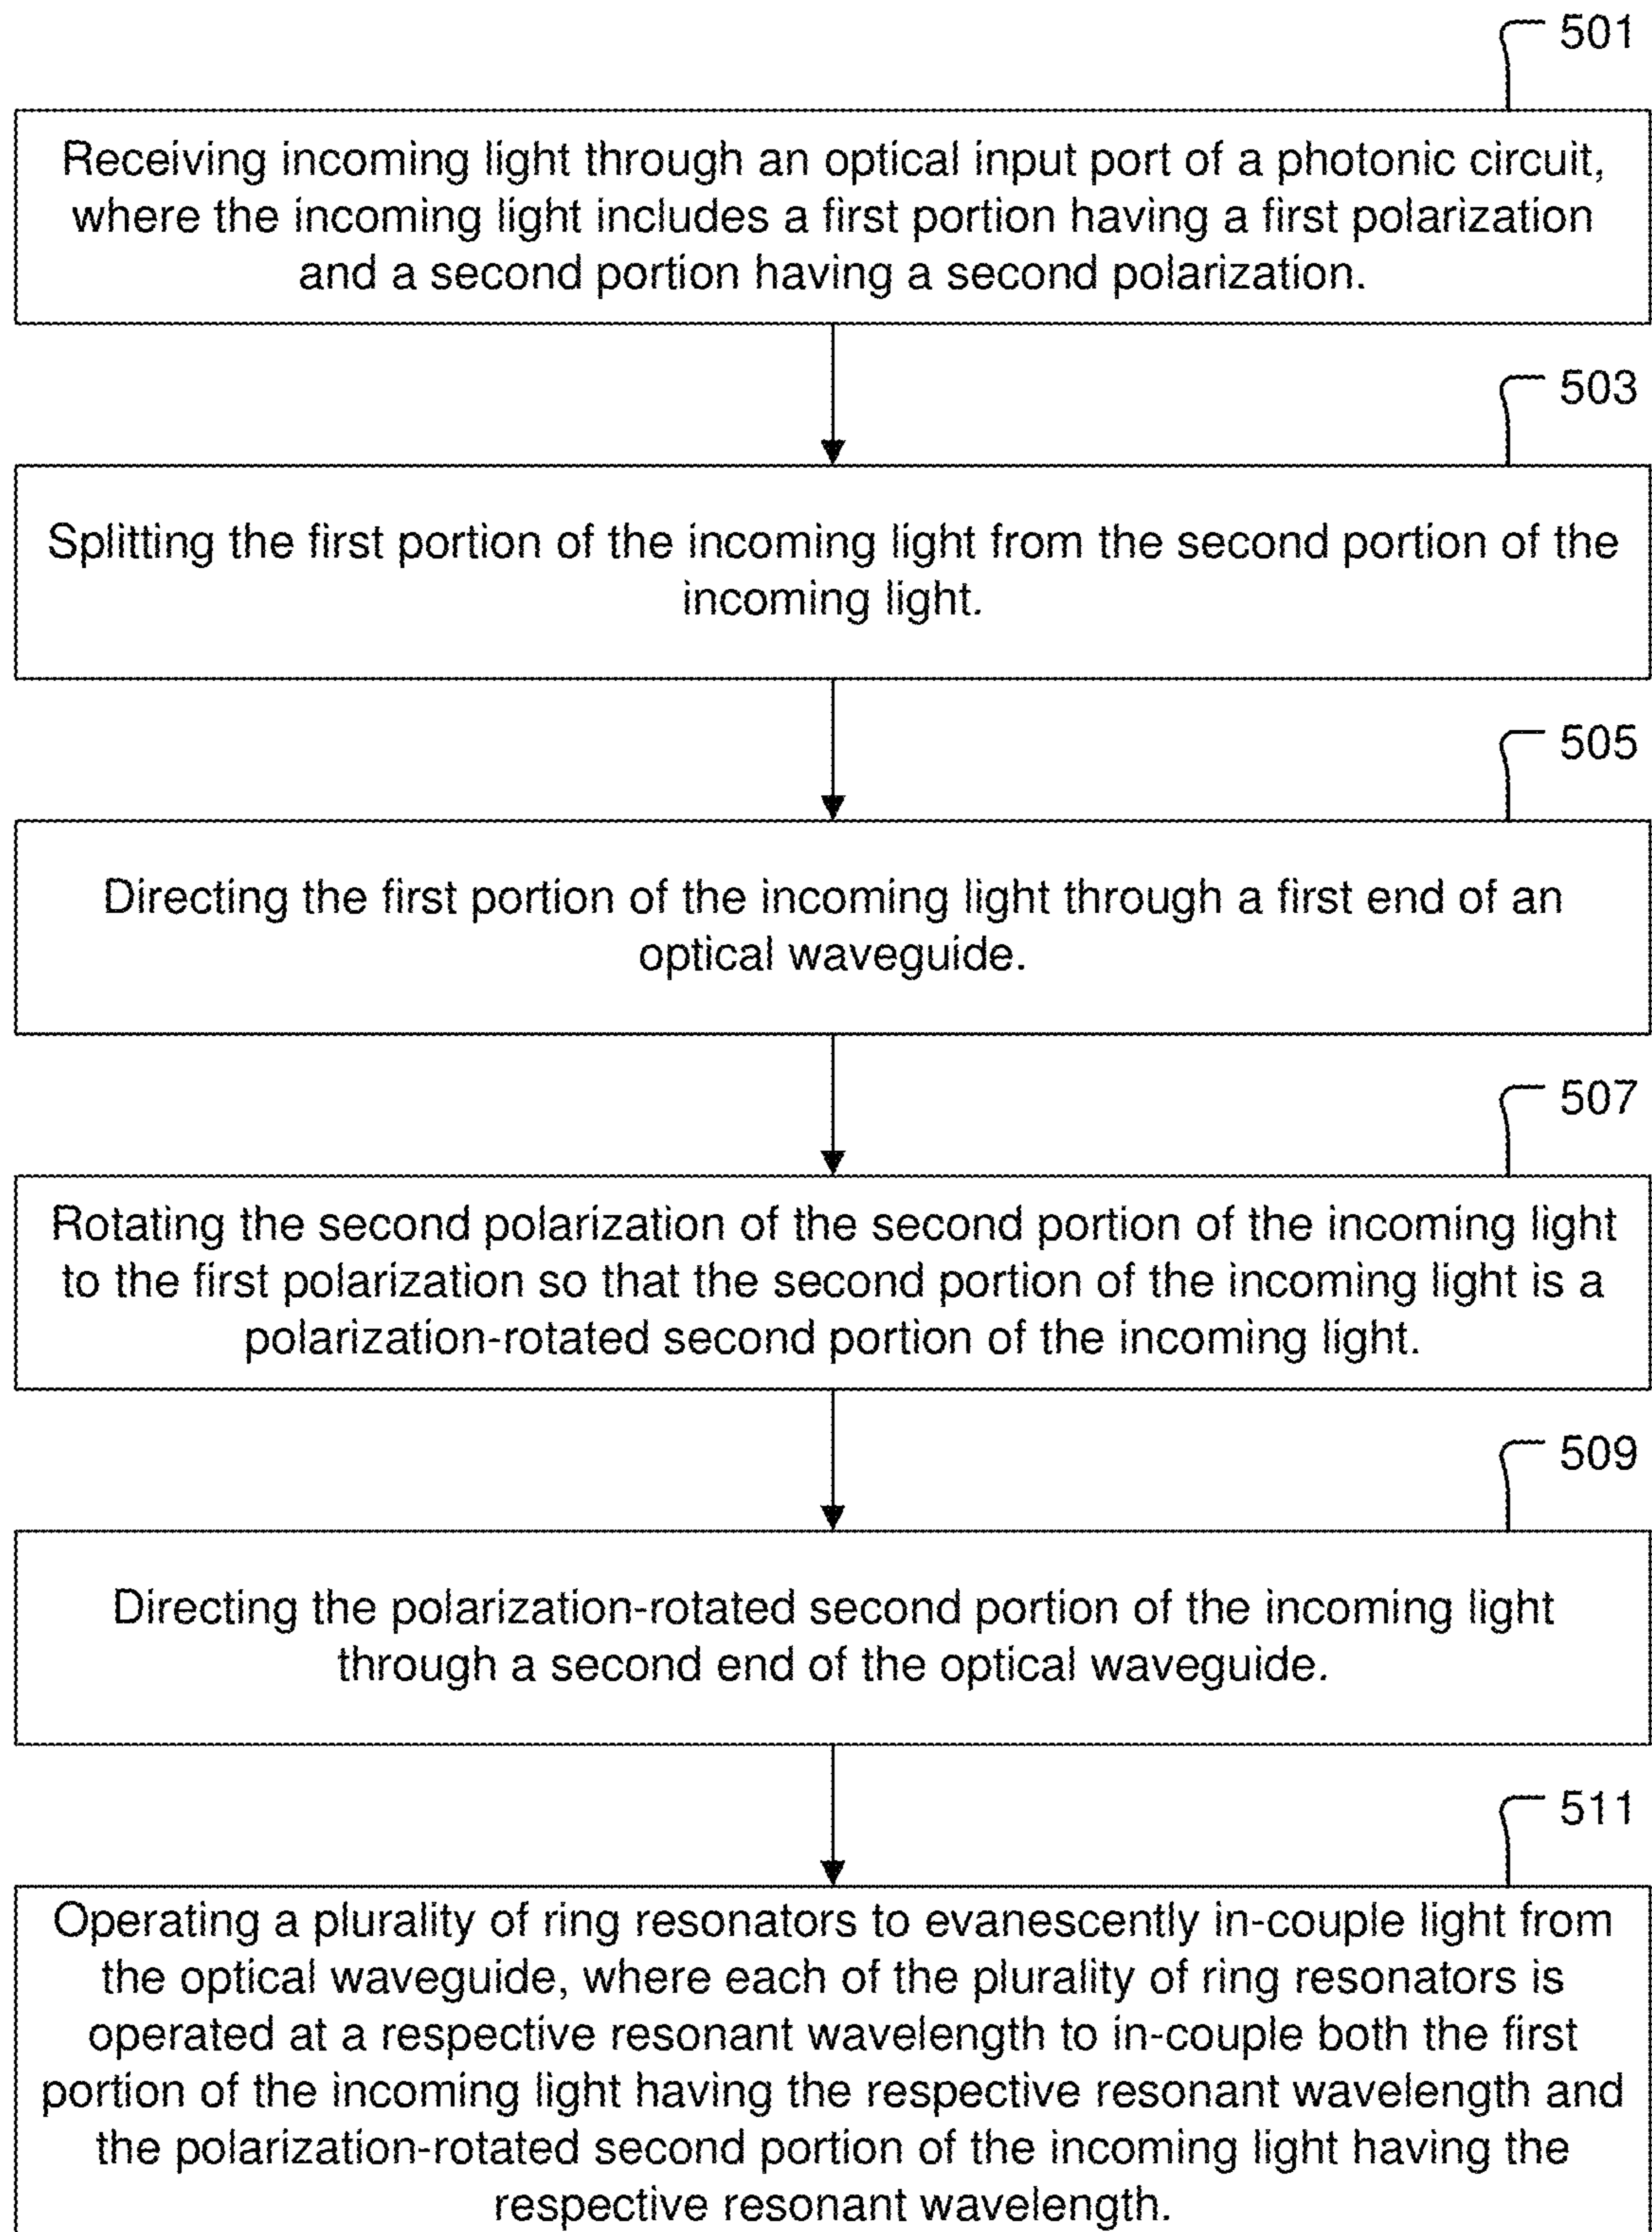 501
Receiving incoming light through an optical input port of a photonic circuit,
where the incoming light includes a first portion having a first polarization
and a second portion having a second polarization.
503
Splitting the first portion of the incoming light from the second portion of the
incoming light.
505
Directing the first portion of the incoming light through a first end of an
optical waveguide.
507
Rotating the second polarization of the second portion of the incoming light
to the first polarization so that the second portion of the incoming light is a
polarization-rotated second portion of the incoming light.
509
Directing the polarization-rotated second portion of the incoming light
through a second end of the optical waveguide.
511
Operating a plurality of ring resonators to evanescently in-couple light from
the optical waveguide, where each of the plurality of ring resonators is
operated at a respective resonant wavelength to in-couple both the first
portion of the incoming light having the respective resonant wavelength and
the polarization-rotated second portion of the incoming light having the
respective resonant wavelength.